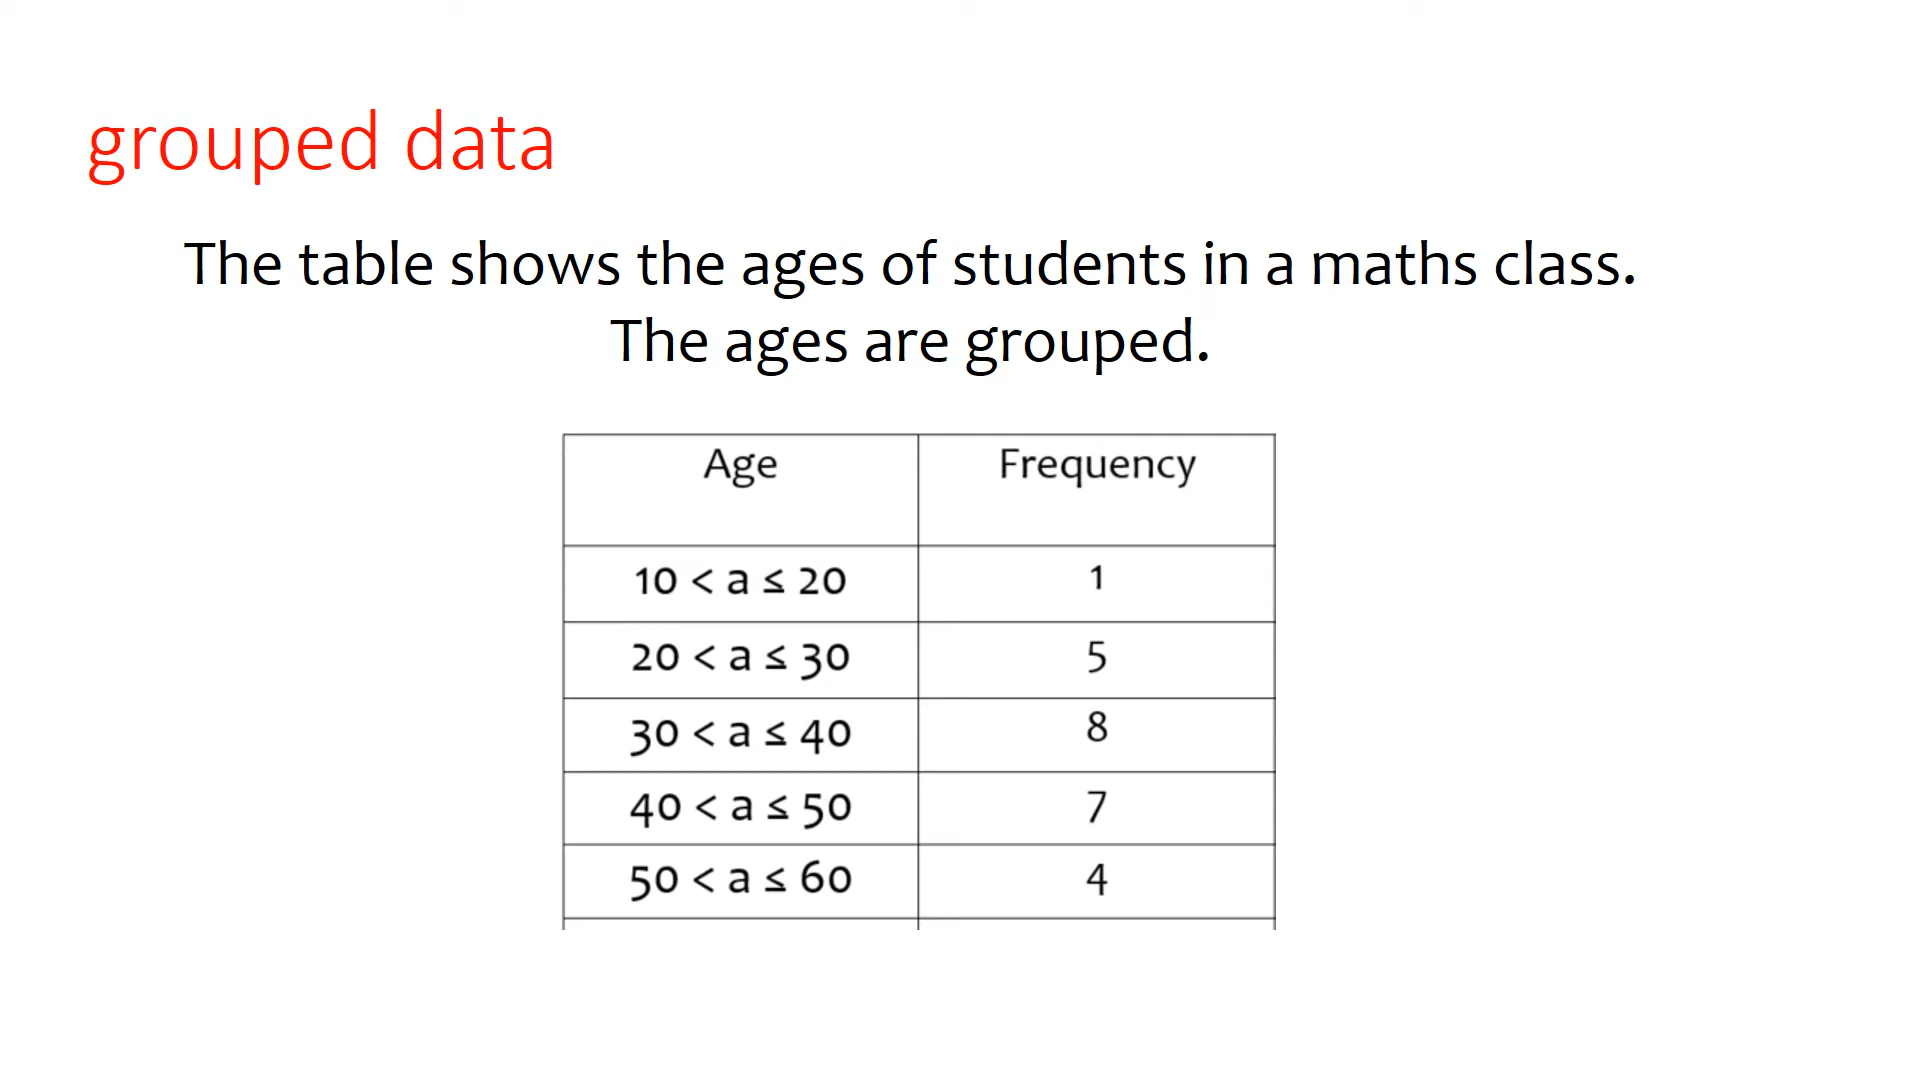 grouped data
The table shows the ages of students in a maths class.
The ages are grouped.
Age Frequency
10 < a ≤ 20 1
20 < a ≤ 30 5
30 < a ≤ 40 8
40 < a ≤ 50 7
50 < a ≤ 60 4